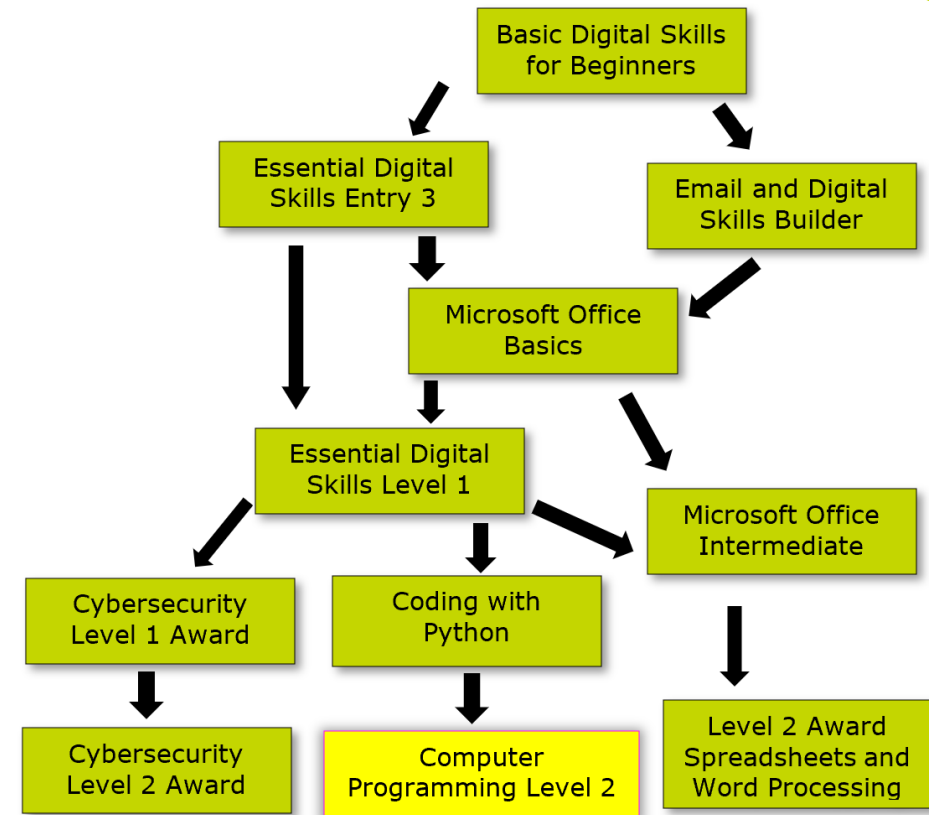 Basic Digital Skills
for Beginners
Essential Digital
Skills Entry 3
Email and Digital
Skills Builder
Microsoft Office
Basics
Essential Digital
Skills Level 1
Microsoft Office
Intermediate
Cybersecurity
Level 1 Award
Coding with
Python
Cybersecurity
Level 2 Award
Computer
Programming Level 2
Level 2 Award
Spreadsheets and
Word Processing